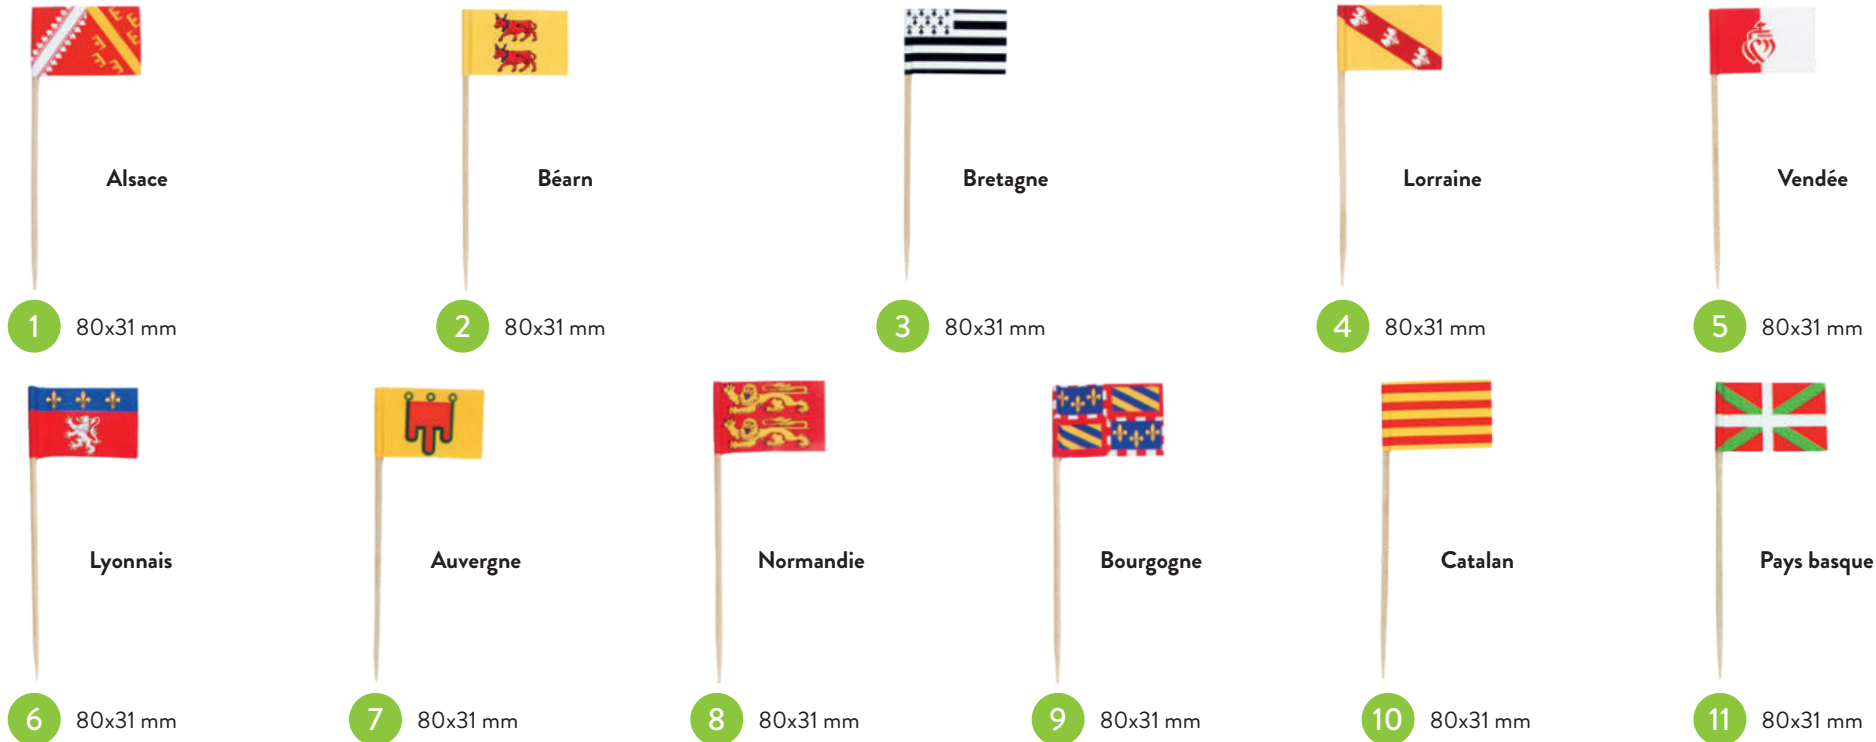 Alsace
Béarn
Bretagne
Lorraine
Vendée
1 80x31 mm
2 80x31 mm
3 80x31 mm
4 80x31 mm
5 80x31 mm
Lyonnais
Auvergne
Normandie
Bourgogne
Catalan
Pays basque
6 80x31 mm
7 80x31 mm
8 80x31 mm
9 80x31 mm
10 80x31 mm
11 80x31 mm